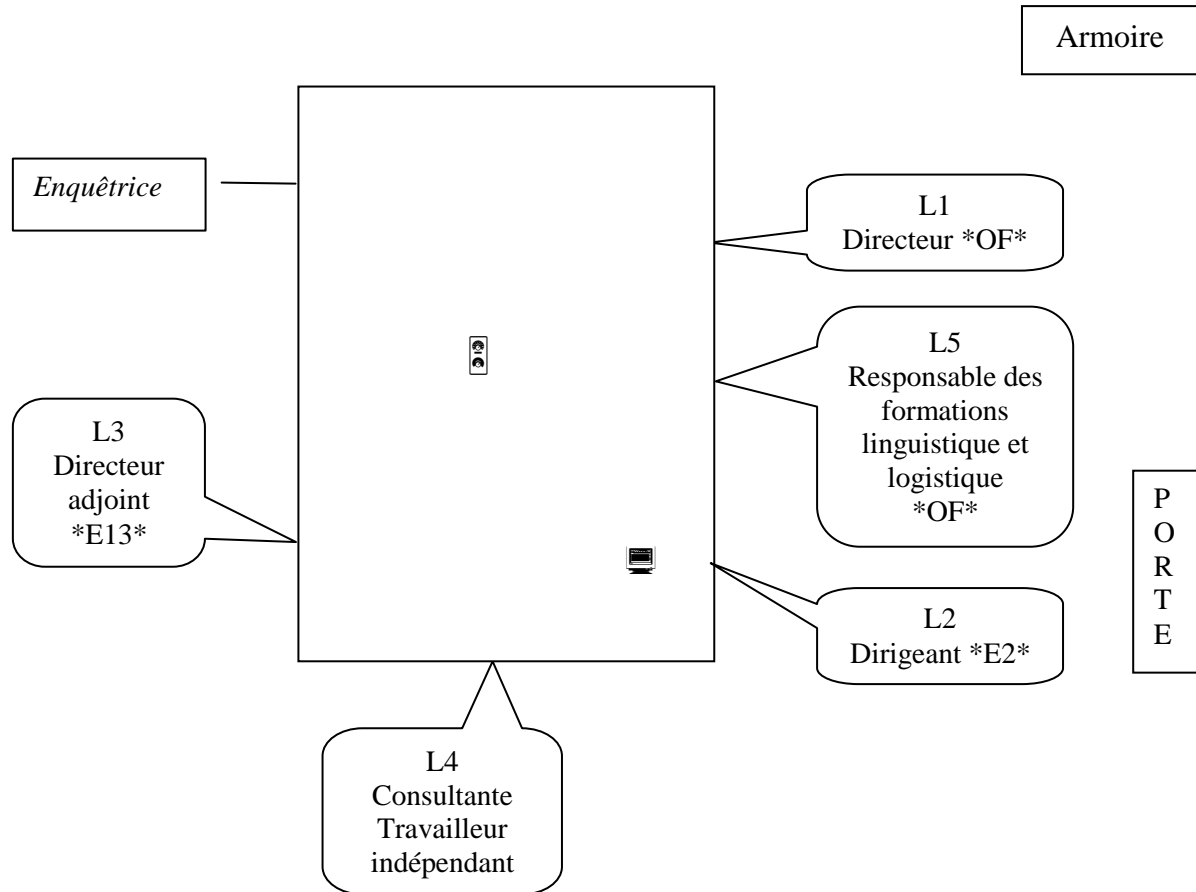 Armoire
Enquêtrice
L1
Directeur *OF*
L5
Responsable des
formations
linguistique et
logistique
*OF*
L3
Directeur
adjoint
*E13*
P
O
R
T
E
L2
Dirigeant *E2*
L4
Consultante
Travailleur
indépendant